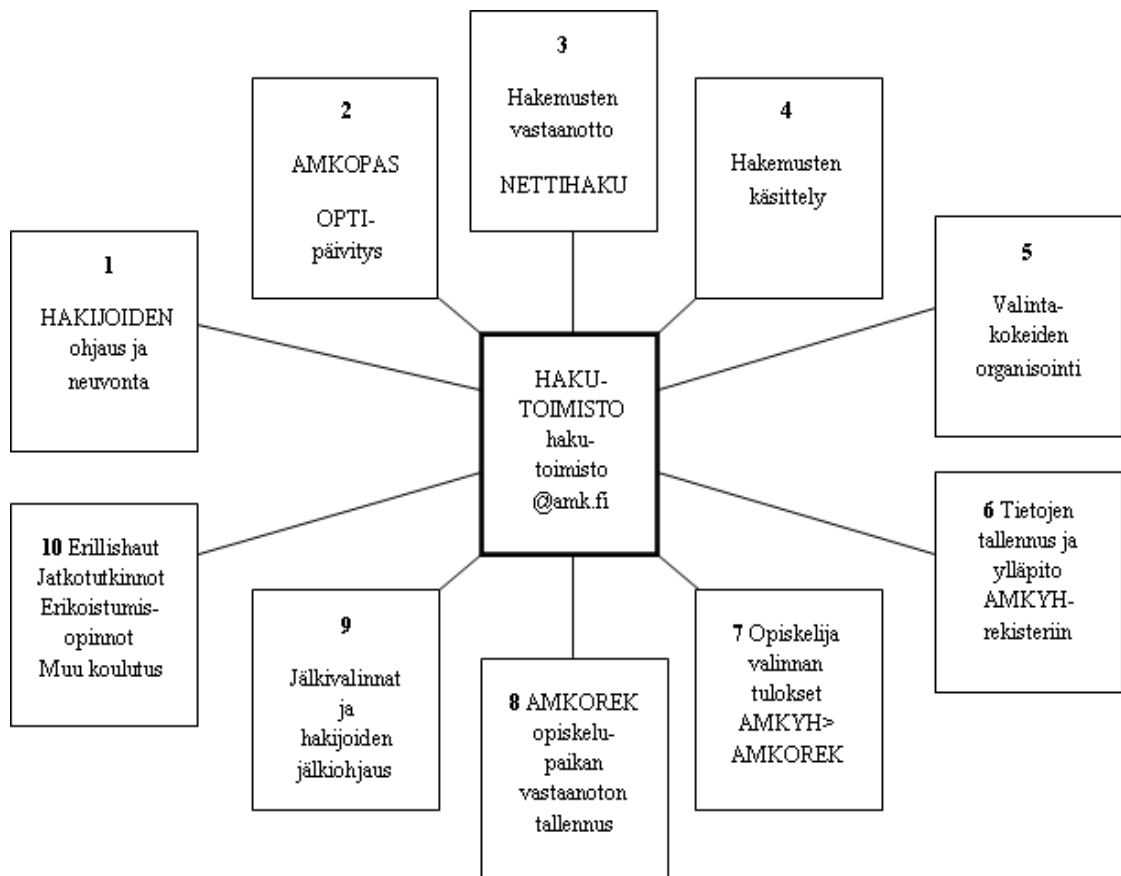 1
HAKIJOIDEN
ohjaus ja
neuvonta
2
AMKOPAS
OPTI-
päivitys
3
Hakemusten
vastaanotto
NETTIHAKU
4
Hakemusten
käsittely
5
Valinta-
kokeiden
organisointi
HAKU-
TOIMISTO
haku-
toimisto
@amk.fi
6 Tietojen
tallennus ja
ylläpito
AMKYH-
rekisteriin
7 Opiskelija
valinnan
tulokset
AMKYH>
AMKOREK
8 AMKOREK
opiskelu-
paikan
vastaanoton
tallennus
9
Jälkivalinnat
ja
hakijoiden
jälkiohjaus
10 Erillishaut
Jatkotutkinnot
Erikoistumis-
opinnot
Muu koulutus